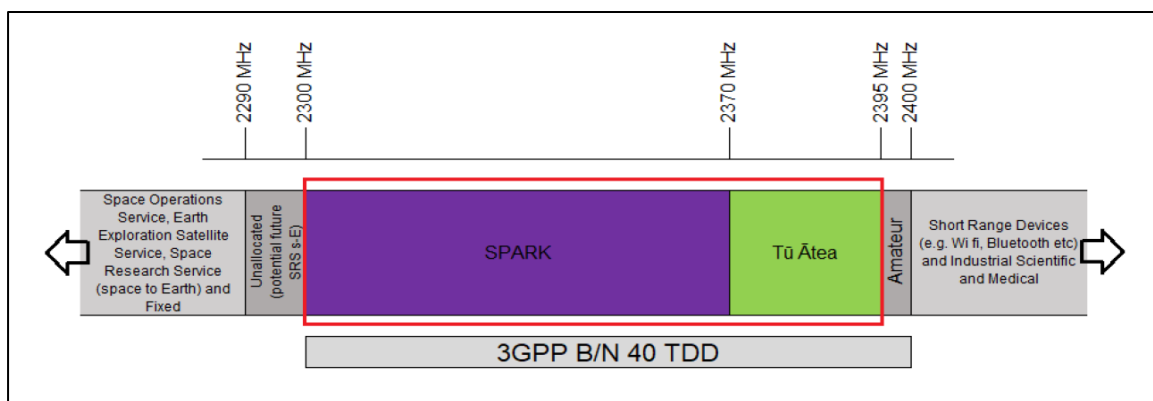 2290 MHz
2300 MHz
2370 MHz
2395 MHz
2400 MHz
Space Operations
Service, Earth
Exploration Satellite
Service, Space
Research Service
(space to Earth) and
Fixed
Unallocated
(potential future
SRS s-E)
SPARK
Tū Ātea
Amateur
Short Range Devices
(e.g. Wi fi, Bluetooth etc)
and Industrial Scientific
and Medical
3GPP B/N 40 TDD